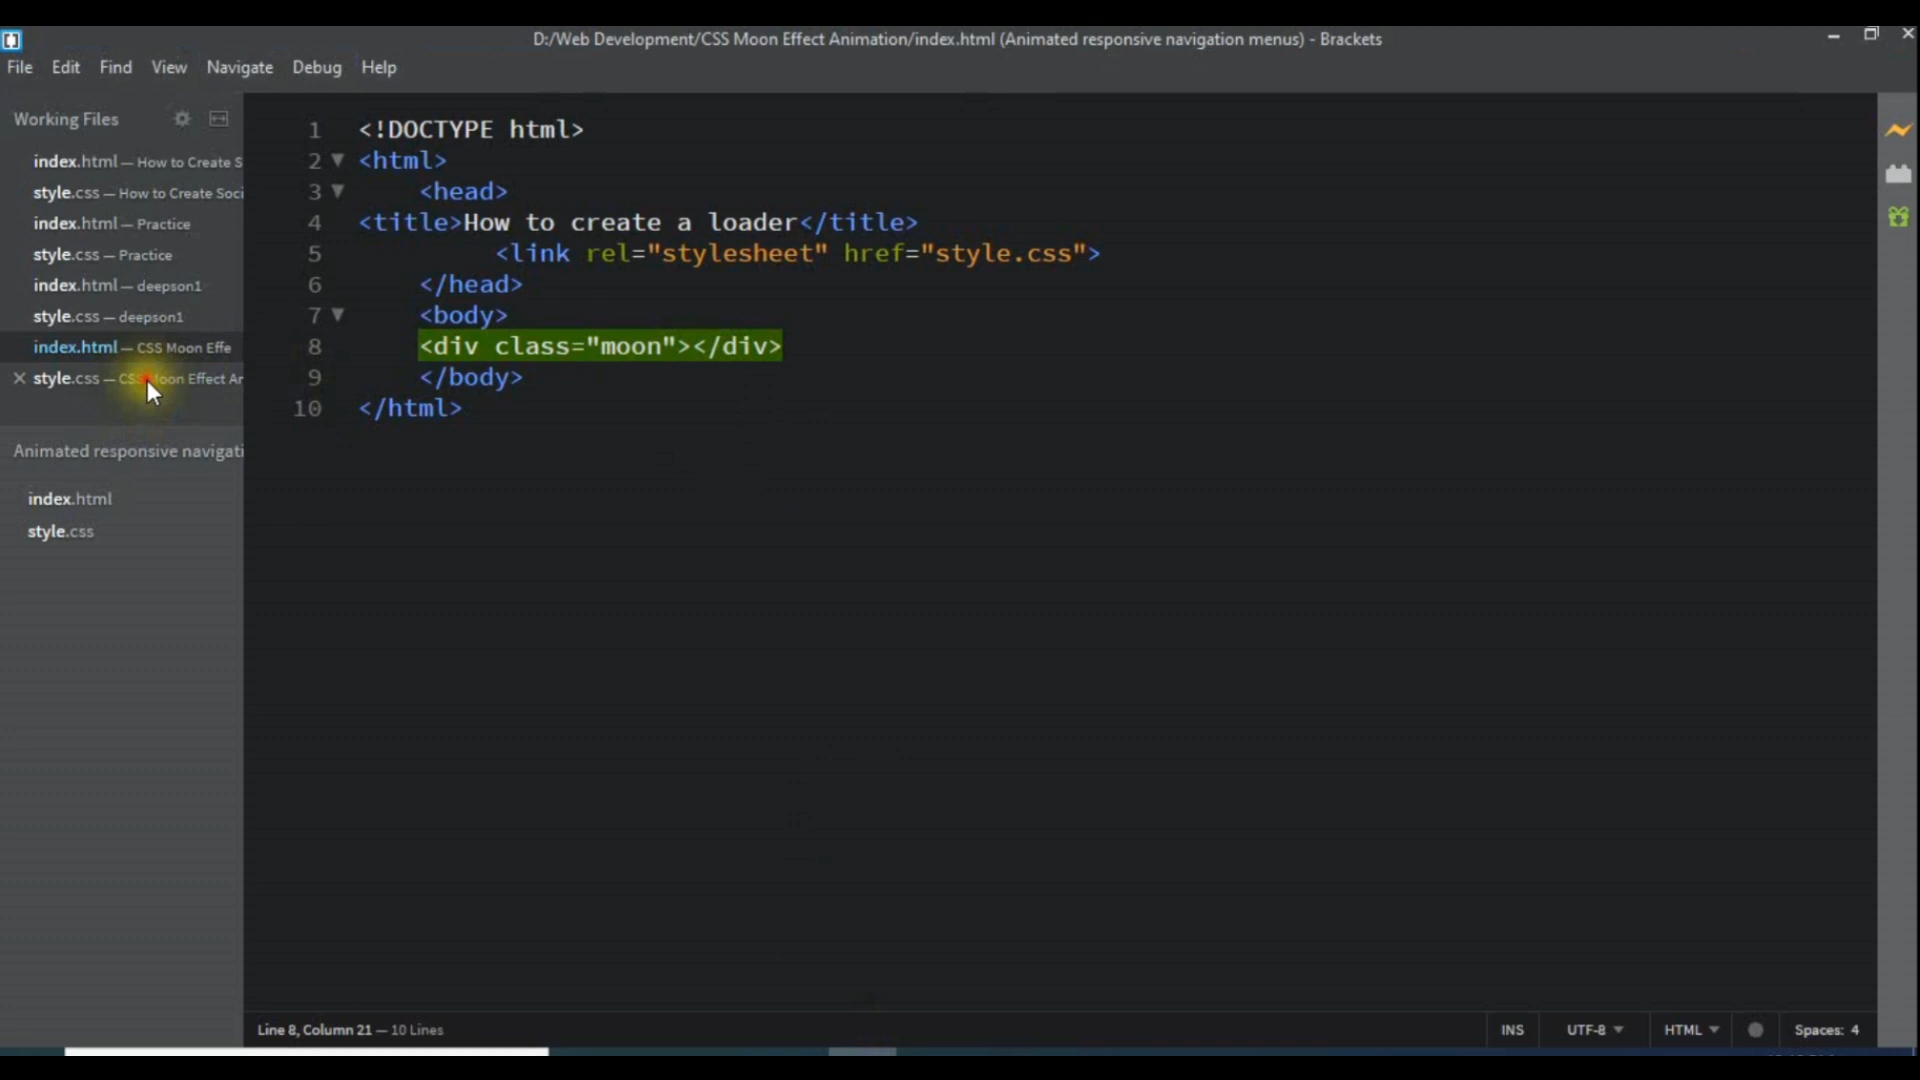 D:/Web Development/CSS Moon Effect Animation/index.html (Animated responsive navigation menus) - Brackets
File Edit Find View Navigate Debug Help
Working Files
index.html — How to Create S
style.css — How to Create Soci
index.html — Practice
style.css — Practice
index.html — deepson1
style.css — deepson1
index.html — CSS Moon Effe
style.css — CSS Moon Effect Ar
Animated responsive navigati
index.html
style.css
1 <!DOCTYPE html>
2 <html>
3 <head>
4 <title>How to create a loader</title>
5 <link rel="stylesheet" href="style.css">
6 </head>
7 <body>
8 <div class="moon"></div>
9 </body>
10 </html>
Line 8, Column 21 — 10 Lines
INS UTF-8 HTML Spaces: 4